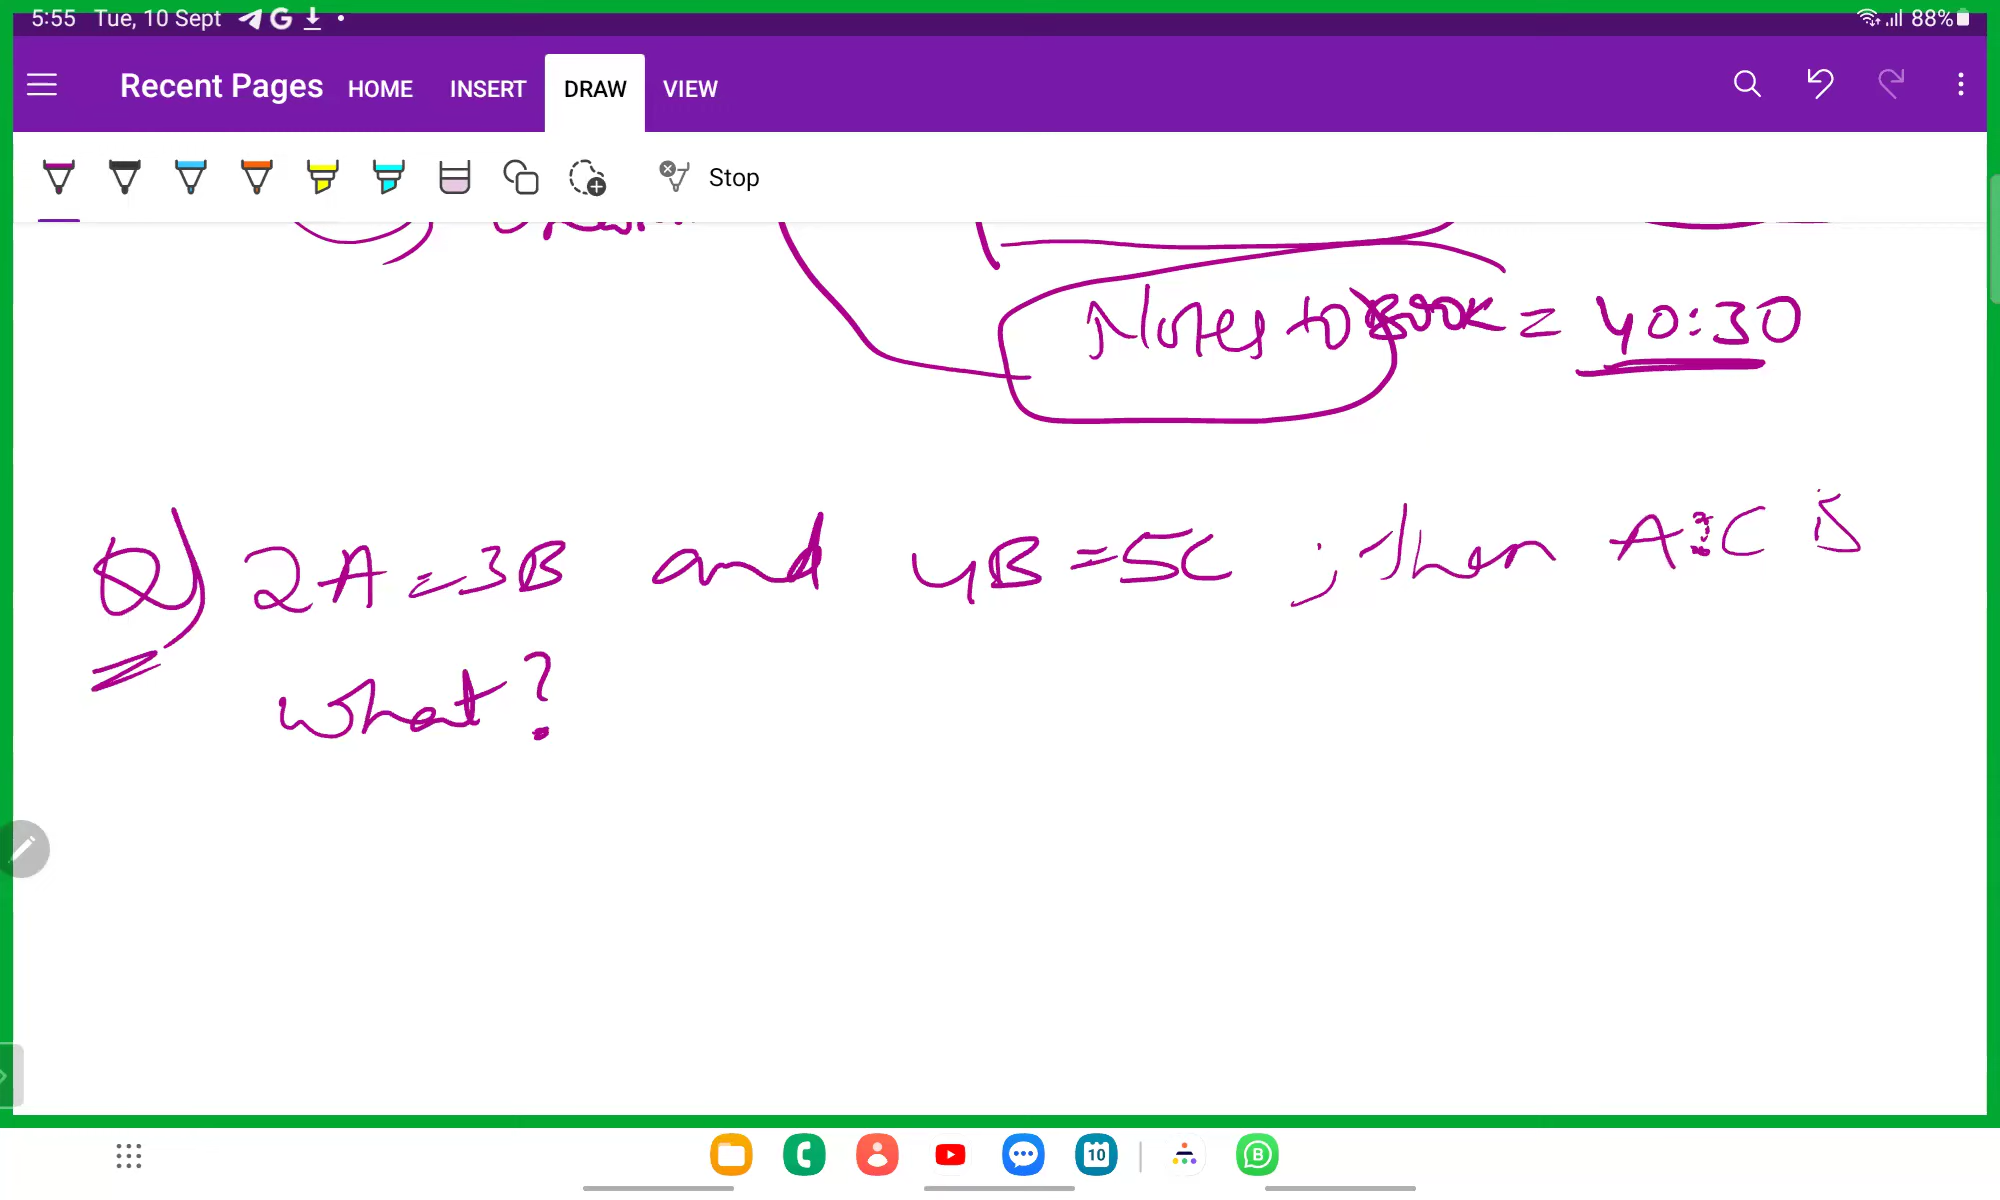 5:55 Tue, 10 Sept 88%
Recent Pages HOME INSERT DRAW VIEW
Stop
Notes to Book = 40:30
Q) 2A=3B and 4B=5C ; then A:C is
what?
10